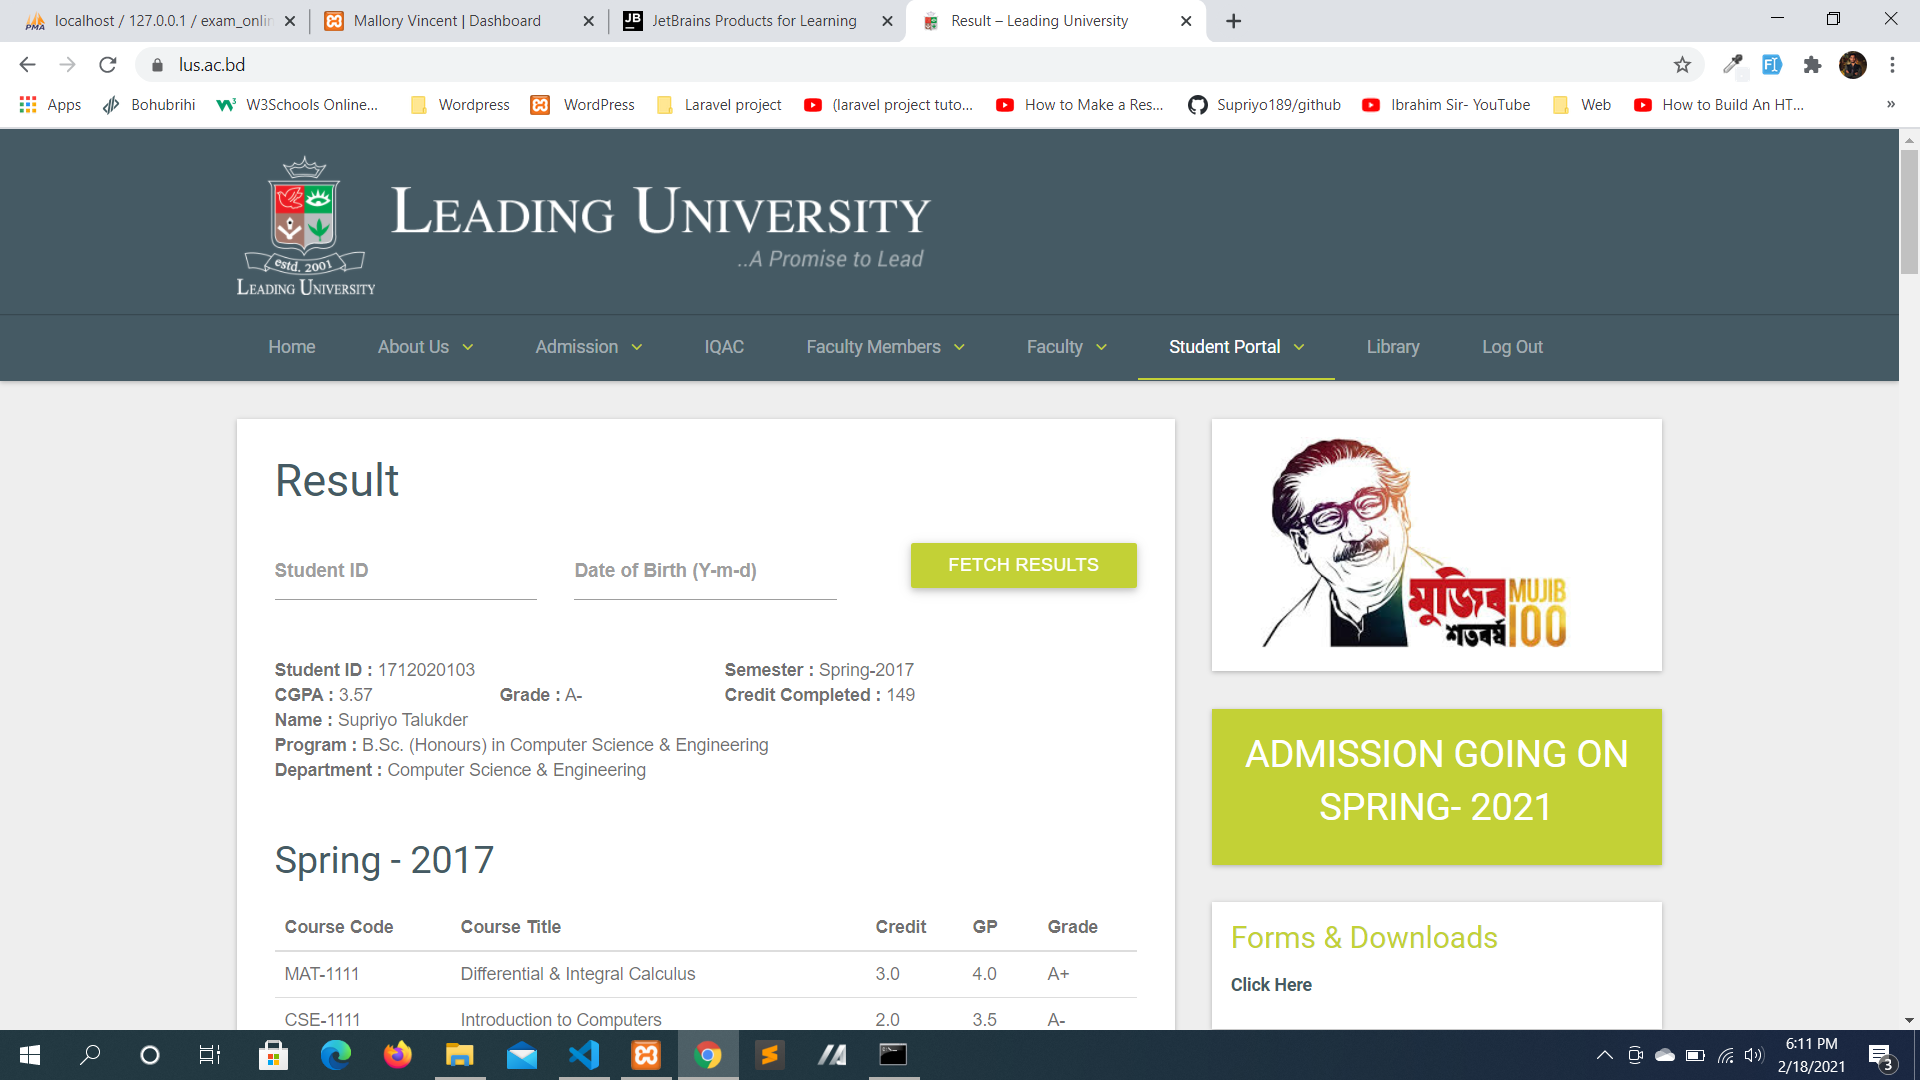 localhost / 127.0.0.1 / exam_onlin
Mallory Vincent | Dashboard
JetBrains Products for Learning
Result – Leading University
lus.ac.bd
Apps
Bohubrihi
W3Schools Online...
Wordpress
WordPress
Laravel project
(laravel project tuto...
How to Make a Res...
Supriyo189/github
Ibrahim Sir- YouTube
Web
How to Build An HT...
estd. 2001
LEADING UNIVERSITY
LEADING UNIVERSITY
..A Promise to Lead
Home
About Us
Admission
IQAC
Faculty Members
Faculty
Student Portal
Library
Log Out
Result
Student ID
Date of Birth (Y-m-d)
FETCH RESULTS
Student ID : 1712020103
Semester : Spring-2017
CGPA : 3.57
Grade : A-
Credit Completed : 149
Name : Supriyo Talukder
Program : B.Sc. (Honours) in Computer Science & Engineering
Department : Computer Science & Engineering
Spring - 2017
Course Code Course Title Credit GP Grade
MAT-1111 Differential & Integral Calculus 3.0 4.0 A+
CSE-1111 Introduction to Computers 2.0 3.5 A-
মুজিব
শতবর্ষ
MUJIB
100
ADMISSION GOING ON
SPRING- 2021
Forms & Downloads
Click Here
6:11 PM
2/18/2021
3